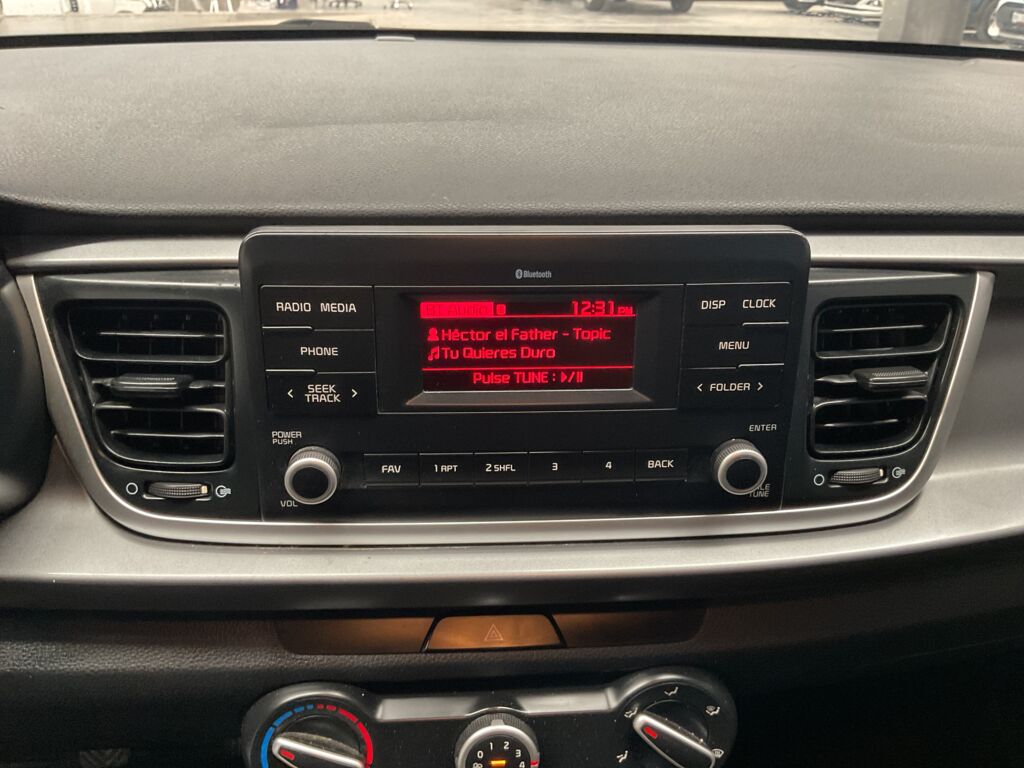 Bluetooth
RADIO MEDIA
PHONE
SEEK
TRACK
BT AUDIO 12:31 PM
Héctor el Father - Topic
Tu Quieres Duro
Pulse TUNE :
DISP CLOCK
MENU
FOLDER
POWER
PUSH
VOL
FAV
1 RPT
2 SHFL
3
4
BACK
ENTER
TUNE
0 1 2 3 4